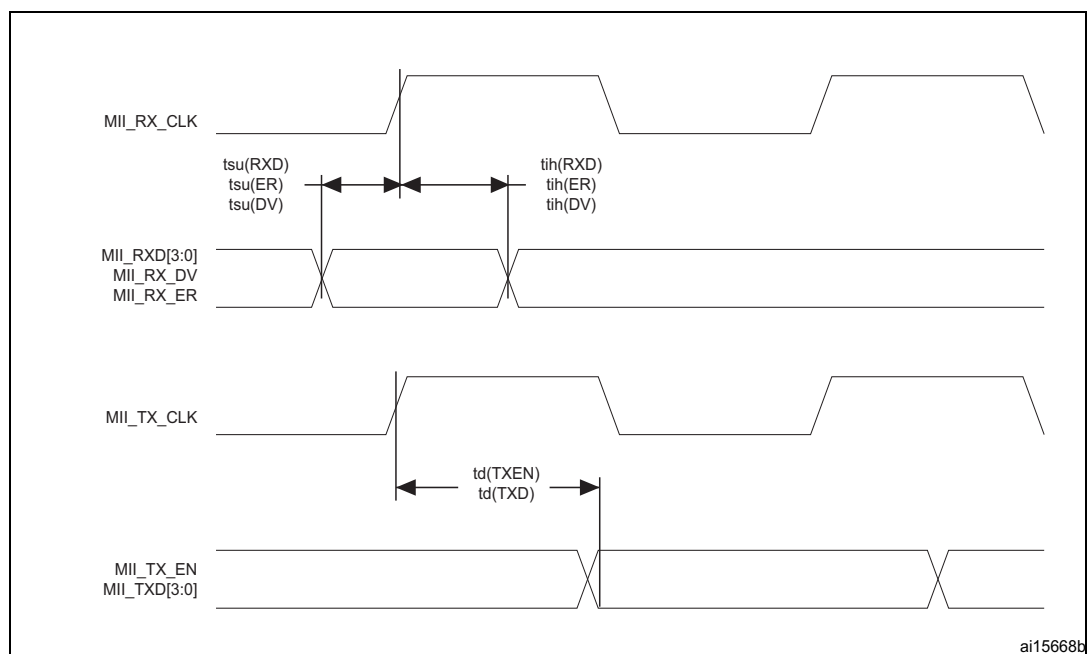 MII_RX_CLK
tsu(RXD)
tsu(ER)
tsu(DV)
tih(RXD)
tih(ER)
tih(DV)
MII_RXD[3:0]
MII_RX_DV
MII_RX_ER
MII_TX_CLK
td(TXEN)
td(TXD)
MII_TX_EN
MII_TXD[3:0]
ai15668b